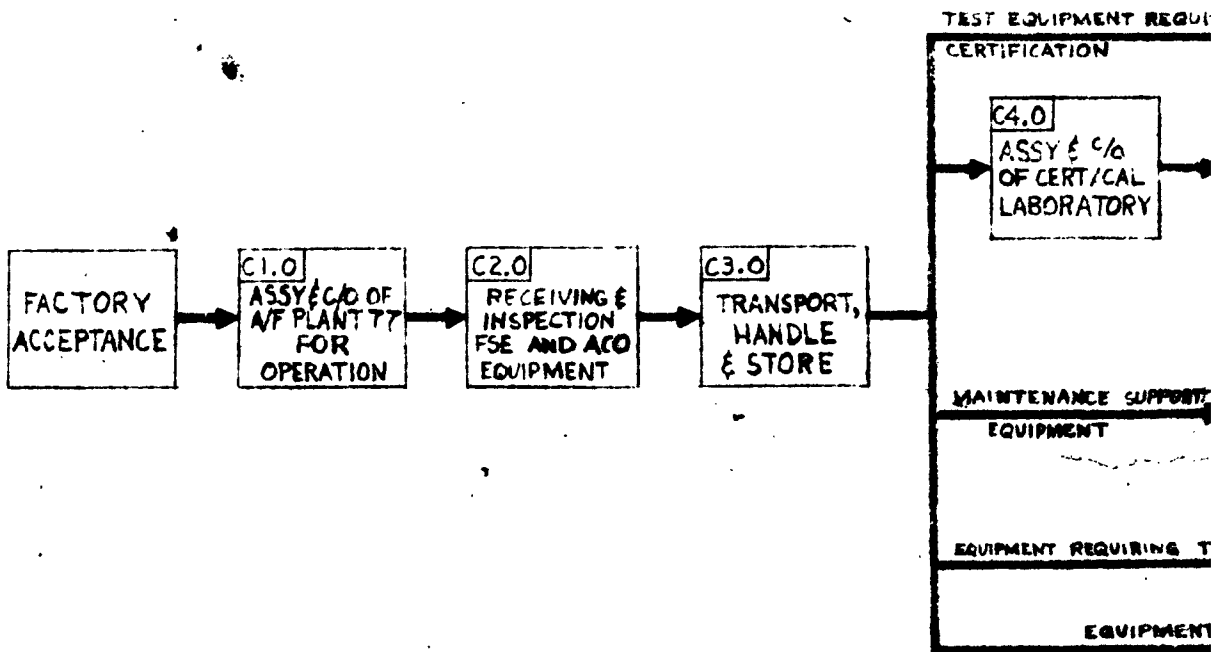 TEST EQUIPMENT
CERTIFICATION
C4.0
ASSY & C/O
OF CERT/CAL
LABORATORY
FACTORY
ACCEPTANCE
C1.0
ASSY & C/O OF
A/F PLANT 77
FOR
OPERATION
C2.0
RECEIVING &
INSPECTION
FSE AND ACO
EQUIPMENT
C3.0
TRANSPORT,
HANDLE
& STORE
MAINTENANCE SUPPORT
EQUIPMENT
EQUIPMENT REQUIRING
EQUIPMENT